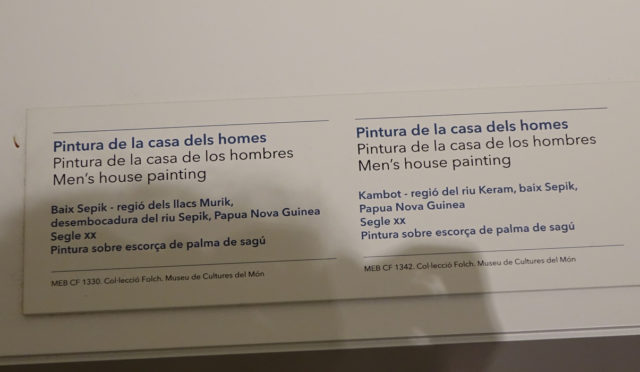 Pintura de la casa dels homes
Pintura de la casa de los hombres
Men's house painting
Baix Sepik - regió dels llacs Murik,
desembocadura del riu Sepik, Papua Nova Guinea
Segle xx
Pintura sobre escorça de palma de sagú
MEB CF 1330. Col·lecció Folch. Museu de Cultures del Món
Pintura de la casa dels homes
Pintura de la casa de los hombres
Men's house painting
Kambot - regió del riu Keram, baix Sepik,
Papua Nova Guinea
Segle xx
Pintura sobre escorça de palma de sagú
MEB CF 1342. Col·lecció Folch. Museu de Cultures del Món